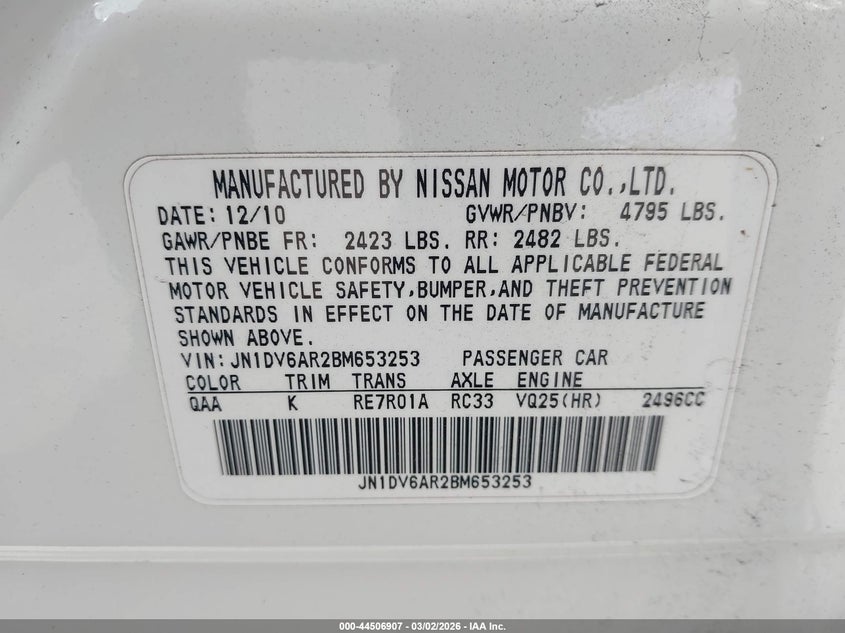 MANUFACTURED BY NISSAN MOTOR CO.,LTD.
DATE: 12/10 GVWR/PNBV: 4795 LBS.
GAWR/PNBE FR: 2423 LBS. RR: 2482 LBS.
THIS VEHICLE CONFORMS TO ALL APPLICABLE FEDERAL
MOTOR VEHICLE SAFETY,BUMPER,AND THEFT PREVENTION
STANDARDS IN EFFECT ON THE DATE OF MANUFACTURE
SHOWN ABOVE.
VIN: JN1DV6AR2BM653253 PASSENGER CAR
COLOR TRIM TRANS AXLE ENGINE
QAA K RE7R01A RC33 VQ25(HR) 2496CC
JN1DV6AR2BM653253
000-44506907 - 03/02/2026 - IAA Inc.